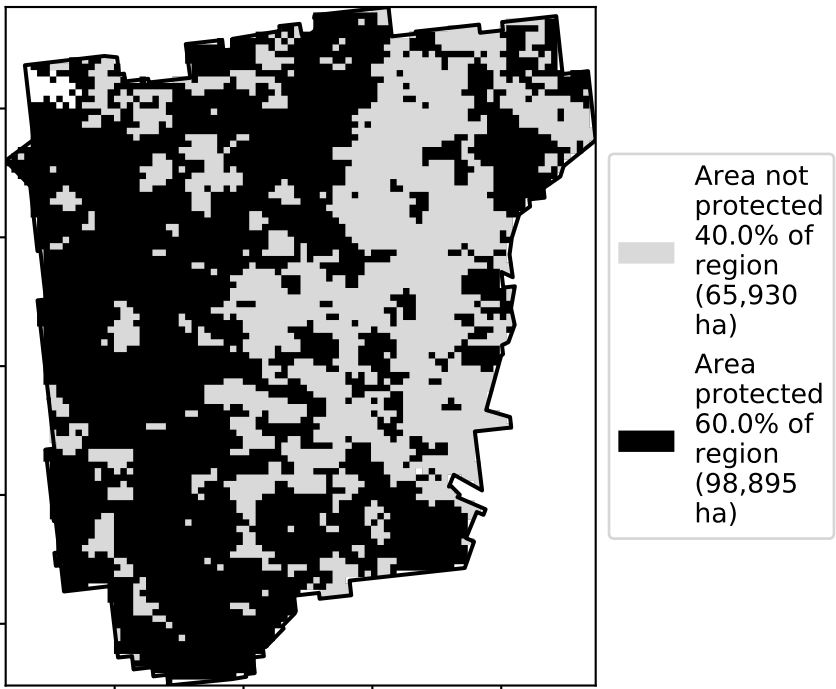 Area not
protected
40.0% of
region
(65,930
ha)
Area
protected
60.0% of
region
(98,895
ha)